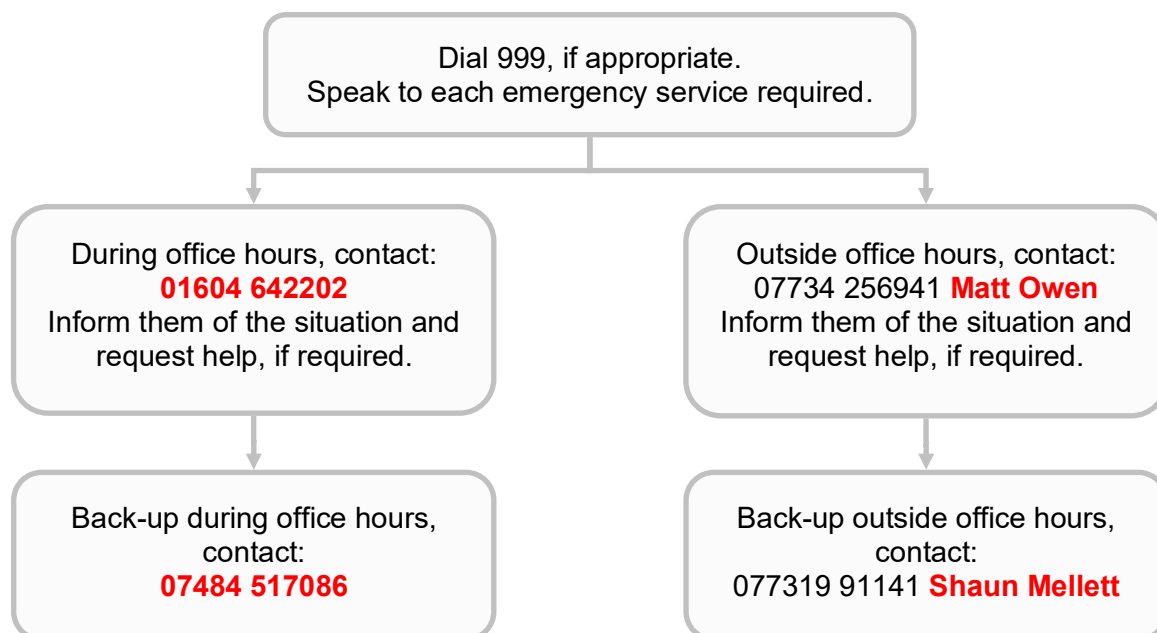 Dial 999, if appropriate.
Speak to each emergency service required.
During office hours, contact:
01604 642202
Inform them of the situation and
request help, if required.
Outside office hours, contact:
07734 256941 Matt Owen
Inform them of the situation and
request help, if required.
Back-up during office hours,
contact:
07484 517086
Back-up outside office hours,
contact:
077319 91141 Shaun Mellett